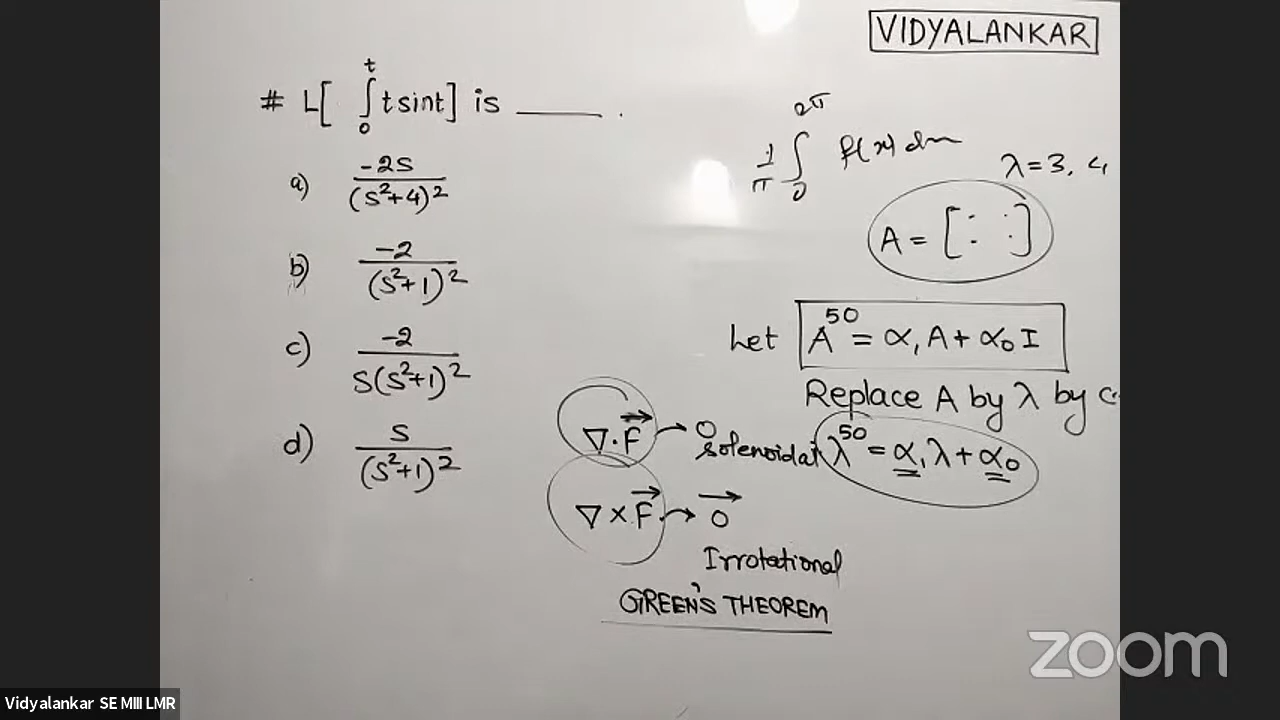 VIDYALANKAR
# L[ ∫₀ᵗ t sint] is ____ .
a) -2s/(s²+4)²
b) -2/(s²+1)²
c) -2/s(s²+1)²
d) s/(s²+1)²
1/π ∫₀^2π f(x) dx
λ = 3, 4
A = [: :]
Let A⁵⁰ = α₁A + α₀I
Replace A by λ by c
λ⁵⁰ = α₁λ + α₀
∇·F⃗ → 0
Solenoidal
∇×F⃗ → 0⃗
Irrotational
GREEN'S THEOREM
zoom
Vidyalankar SE MIII LMR